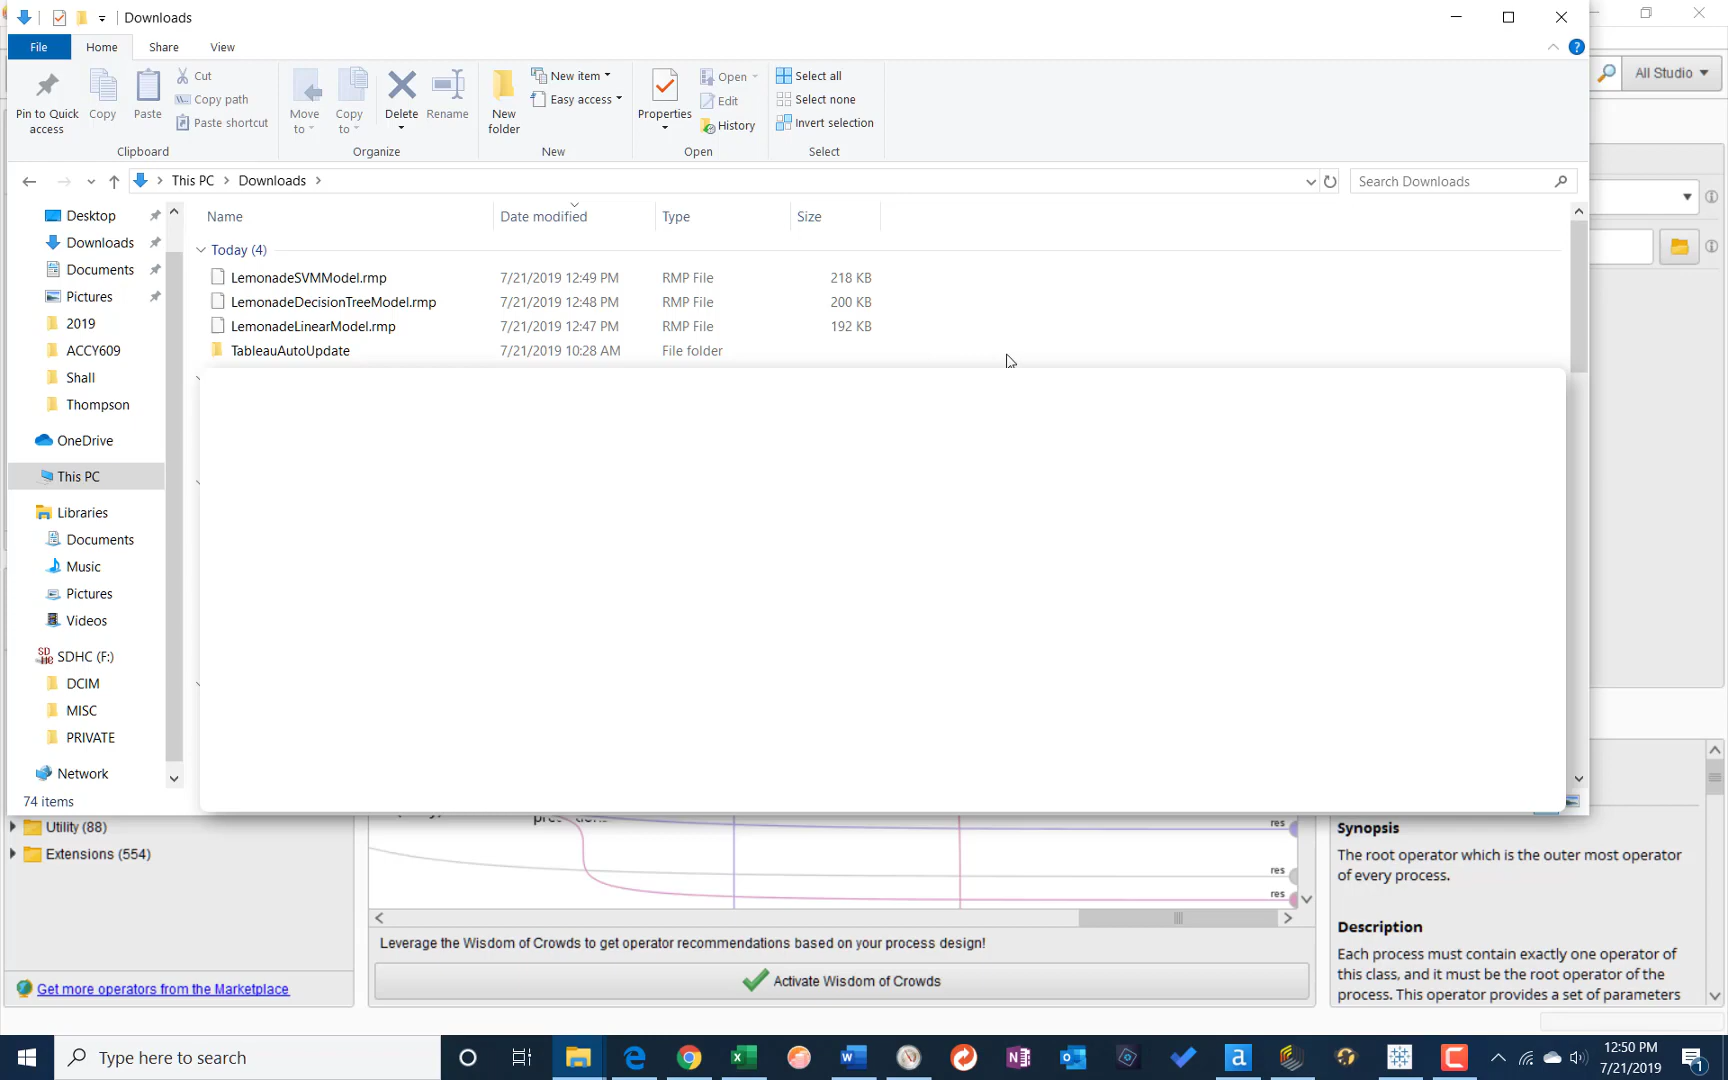 Downloads
File
Home
Share
View
Pin to Quick access
Copy
Paste
Cut
Copy path
Paste shortcut
Clipboard
Move to
Copy to
Delete
Rename
Organize
New folder
New item
Easy access
New
Properties
Open
Edit
History
Open
Select all
Select none
Invert selection
Select
All Studio
This PC
Downloads
Search Downloads
Name
Date modified
Type
Size
Today (4)
LemonadeSVMModel.rmp 7/21/2019 12:49 PM RMP File 218 KB
LemonadeDecisionTreeModel.rmp 7/21/2019 12:48 PM RMP File 200 KB
LemonadeLinearModel.rmp 7/21/2019 12:47 PM RMP File 192 KB
TableauAutoUpdate 7/21/2019 10:28 AM File folder
Desktop
Downloads
Documents
Pictures
2019
ACCY609
Shall
Thompson
OneDrive
This PC
Libraries
Documents
Music
Pictures
Videos
SDHC (F:)
DCIM
MISC
PRIVATE
Network
74 items
Utility (88)
Extensions (554)
Get more operators from the Marketplace
res
res
res
Leverage the Wisdom of Crowds to get operator recommendations based on your process design!
Activate Wisdom of Crowds
Synopsis
The root operator which is the outer most operator
of every process.
Description
Each process must contain exactly one operator of
this class, and it must be the root operator of the
process. This operator provides a set of parameters
Type here to search
12:50 PM
7/21/2019
1